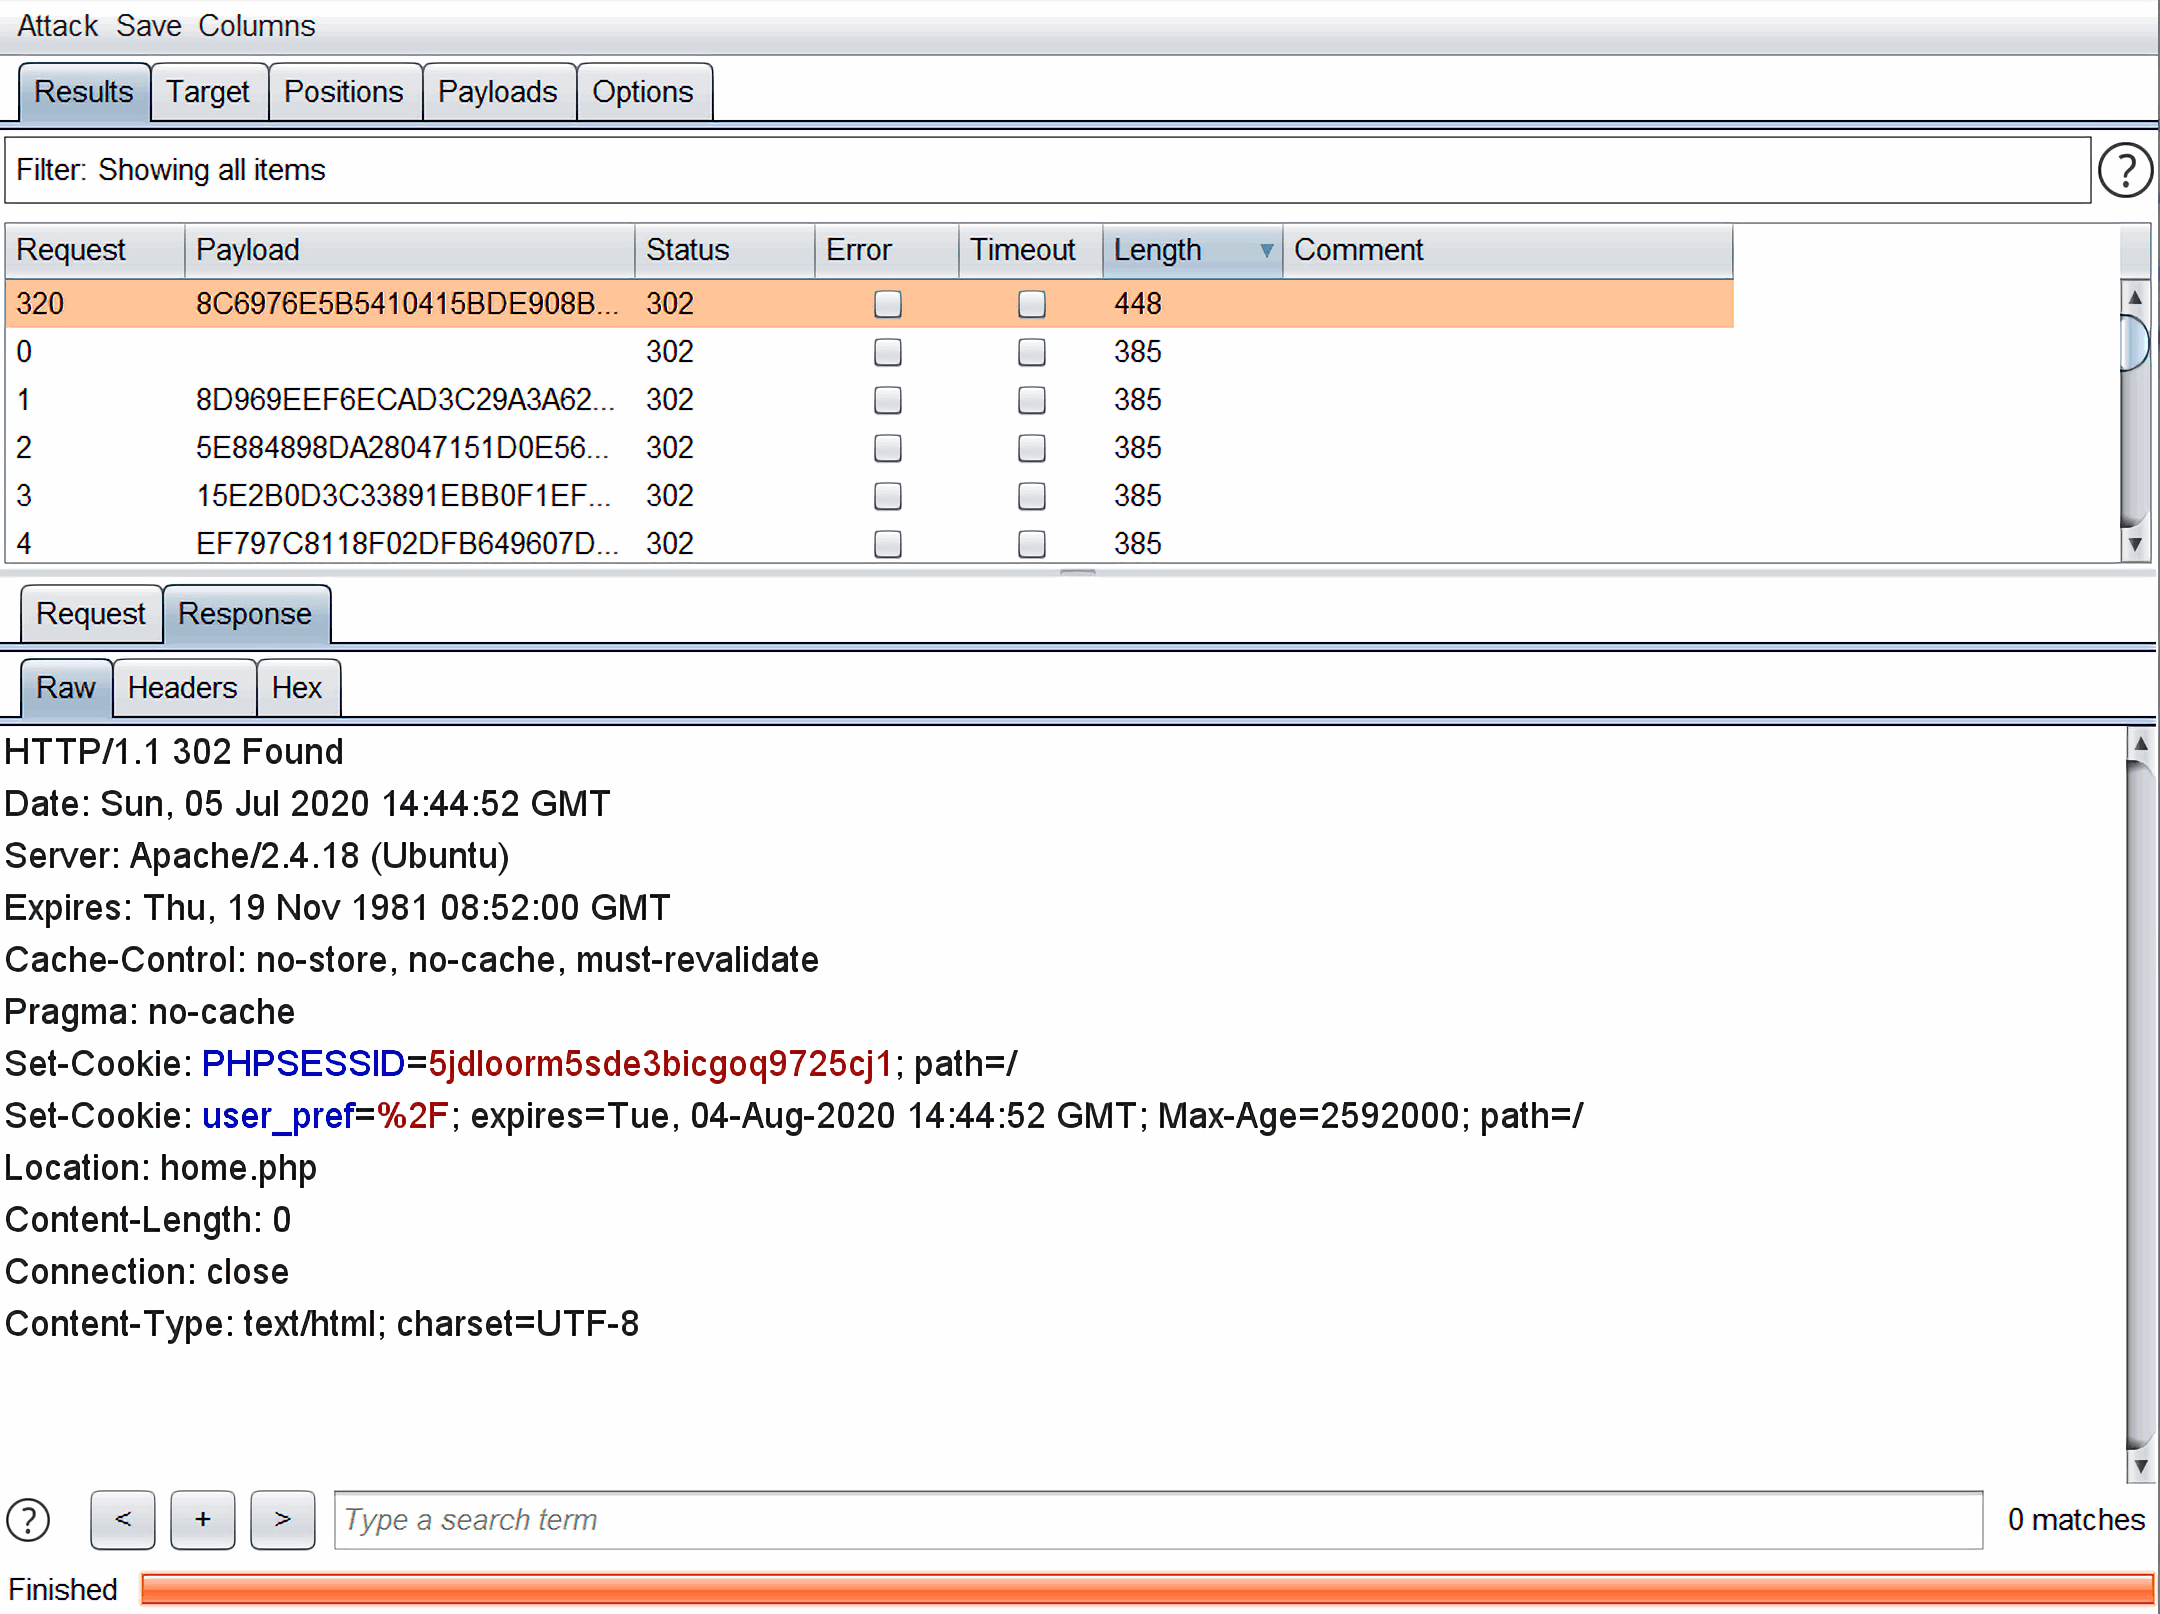 Attack Save Columns
Results Target Positions Payloads Options
Filter: Showing all items ?
Request Payload Status Error Timeout Length Comment
320 8C6976E5B5410415BDE908B... 302 448
0 302 385
1 8D969EEF6ECAD3C29A3A62... 302 385
2 5E884898DA28047151D0E56... 302 385
3 15E2B0D3C33891EBB0F1EF... 302 385
4 EF797C8118F02DFB649607D... 302 385
Request Response
Raw Headers Hex
HTTP/1.1 302 Found
Date: Sun, 05 Jul 2020 14:44:52 GMT
Server: Apache/2.4.18 (Ubuntu)
Expires: Thu, 19 Nov 1981 08:52:00 GMT
Cache-Control: no-store, no-cache, must-revalidate
Pragma: no-cache
Set-Cookie: PHPSESSID=5jdloorm5sde3bicgoq9725cj1; path=/
Set-Cookie: user_pref=%2F; expires=Tue, 04-Aug-2020 14:44:52 GMT; Max-Age=2592000; path=/
Location: home.php
Content-Length: 0
Connection: close
Content-Type: text/html; charset=UTF-8
? < + > Type a search term 0 matches
Finished